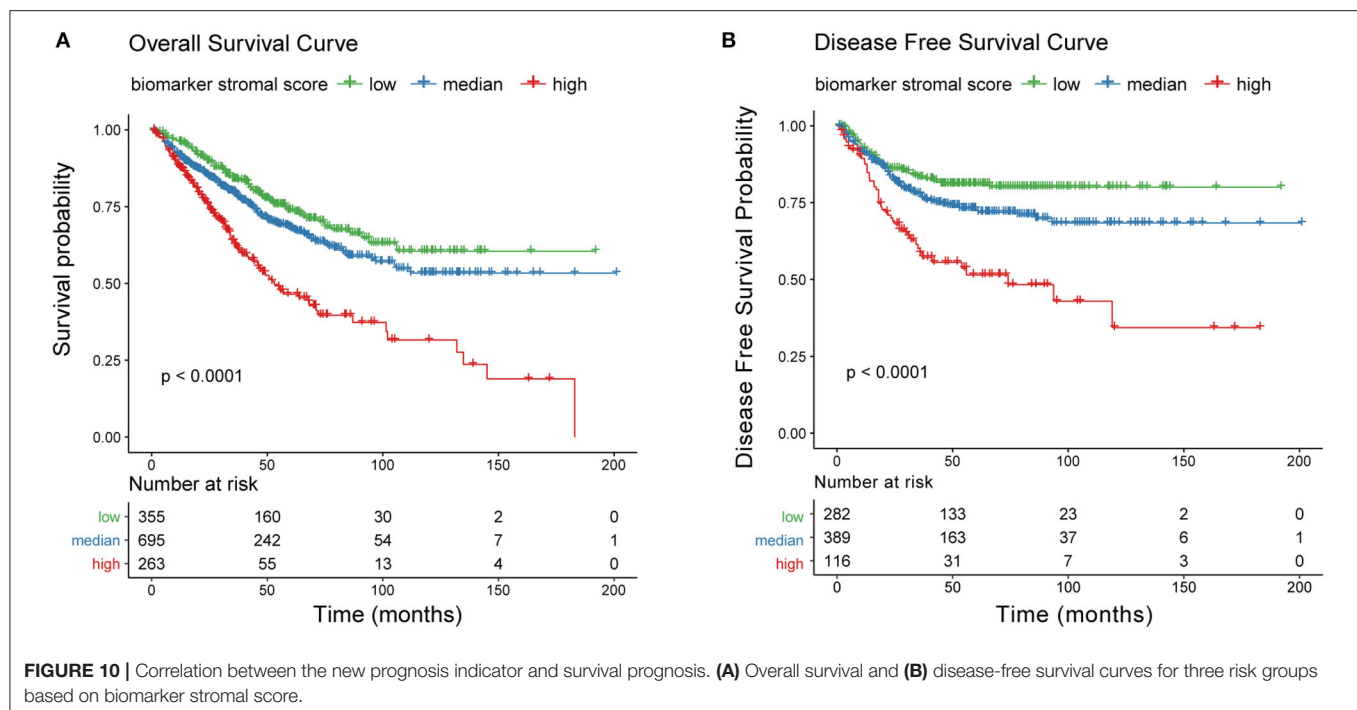 A Overall Survival Curve
biomarker stromal score low median high
Survival probability
1.00
0.75
0.50
0.25
0.00
p < 0.0001
0 50 100 150 200
Number at risk
low 355 160 30 2 0
median 695 242 54 7 1
high 263 55 13 4 0
0 50 100 150 200
Time (months)
B Disease Free Survival Curve
biomarker stromal score low median high
Disease Free Survival Probability
1.00
0.75
0.50
0.25
0.00
p < 0.0001
0 50 100 150 200
Number at risk
low 282 133 23 2 0
median 389 163 37 6 1
high 116 31 7 3 0
0 50 100 150 200
Time (months)
FIGURE 10 | Correlation between the new prognosis indicator and survival prognosis. (A) Overall survival and (B) disease-free survival curves for three risk groups
based on biomarker stromal score.